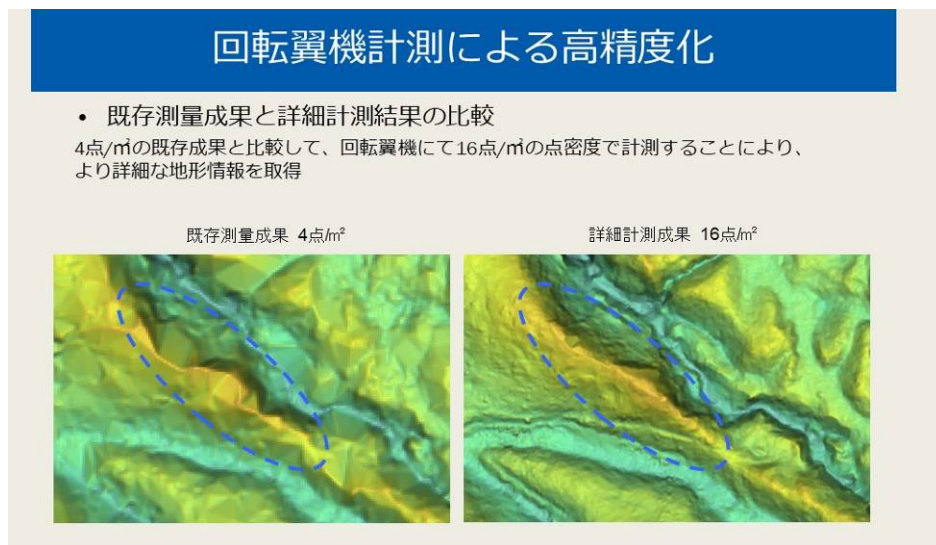 回転翼機計測による高精度化
• 既存測量成果と詳細計測結果の比較
4点/㎡の既存成果と比較して、回転翼機にて16点/㎡の点密度で計測することにより、
より詳細な地形情報を取得
既存測量成果 4点/m²
詳細計測成果 16点/m²